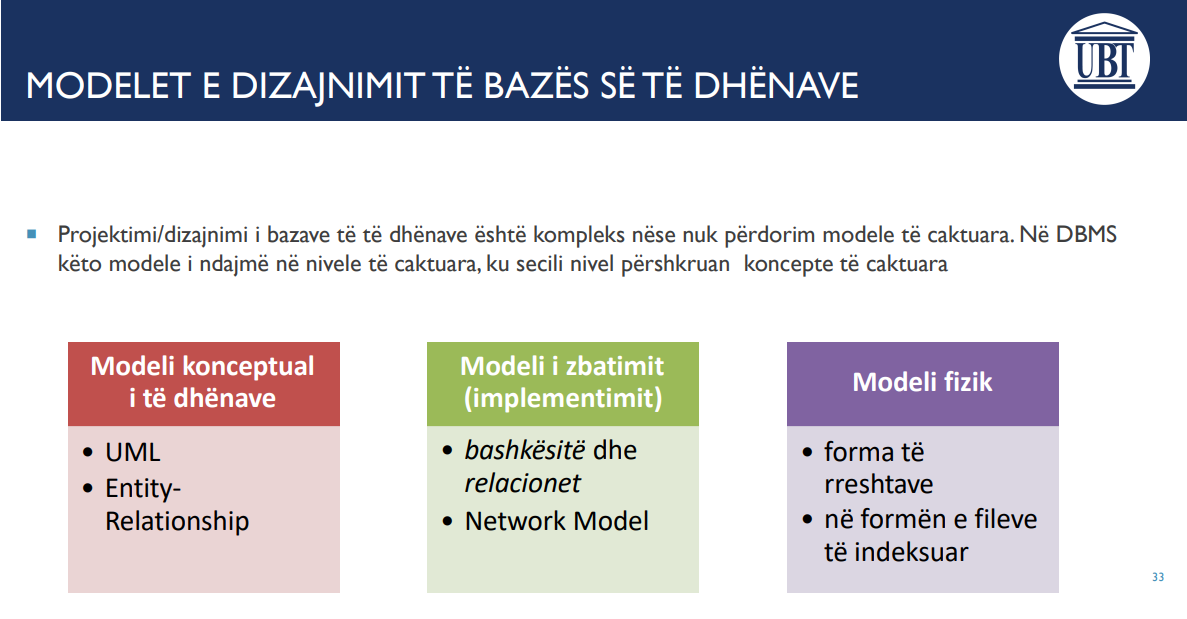 UBT
MODELET E DIZAJNIMIT TË BAZËS SË TË DHËNAVE
Projektimi/dizajnimi i bazave të të dhënave është kompleks nëse nuk përdorim modele të caktuara. Në DBMS
këto modele i ndajmë në nivele të caktuara, ku secili nivel përshkruan koncepte të caktuara
Modeli konceptual
i të dhënave
• UML
• Entity-
Relationship
Modeli i zbatimit
(implementimit)
• bashkësitë dhe
relacionet
• Network Model
Modeli fizik
• forma të
rreshtave
• në formën e fileve
të indeksuar
33